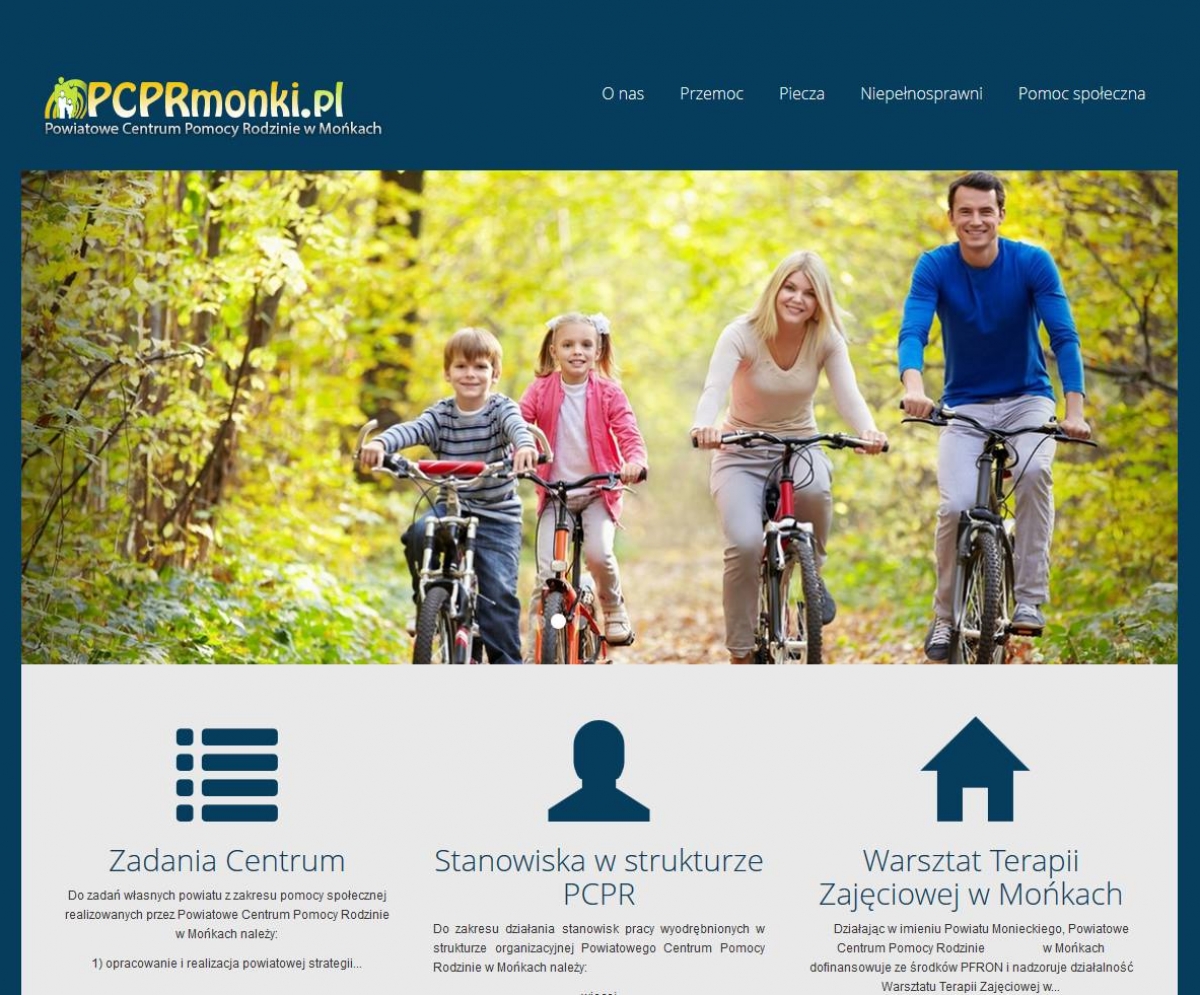 PCPRmonki.pl
Powiatowe Centrum Pomocy Rodzinie w Mońkach
O nas
Przemoc
Piecza
Niepełnosprawni
Pomoc społeczna
Zadania Centrum
Do zadań własnych powiatu z zakresu pomocy społecznej
realizowanych przez Powiatowe Centrum Pomocy Rodzinie
w Mońkach należy:
1) opracowanie i realizacja powiatowej strategii...
Stanowiska w strukturze
PCPR
Do zakresu działania stanowisk pracy wyodrębnionych w
strukturze organizacyjnej Powiatowego Centrum Pomocy
Rodzinie w Mońkach należy:
Warsztat Terapii
Zajęciowej w Mońkach
Działając w imieniu Powiatu Monieckiego, Powiatowe
Centrum Pomocy Rodzinie w Mońkach
dofinansowuje ze środków PFRON i nadzoruje działalność
Warsztatu Terapii Zajęciowej w...